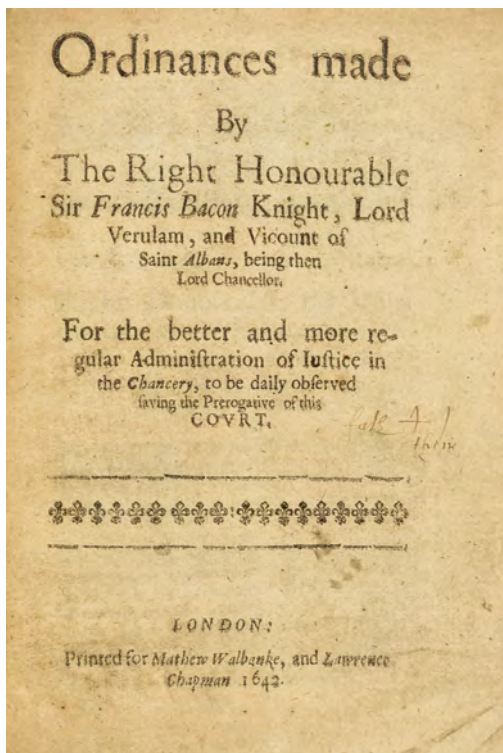 Ordinances made
By
The Right Honourable
Sir Francis Bacon Knight, Lord
Verulam, and Vicount of
Saint Albans, being then
Lord Chancellor.
For the better and more re-
gular Adminiſtration of Iuſtice in
the Chancery, to be daily obſerved
ſaving the Prerogative of this
COVRT.
LONDON:
Printed for Mathew Walbanke, and Lawrence
Chapman 1642.